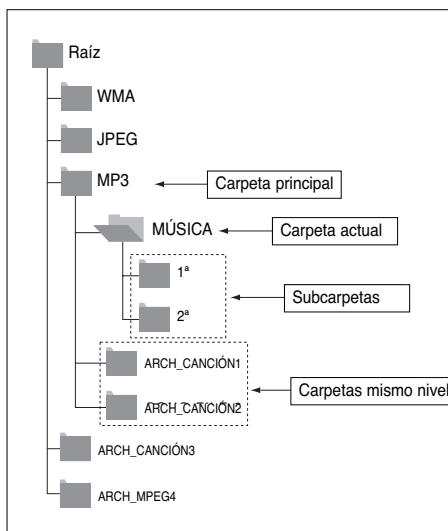 Raíz
WMA
JPEG
MP3
Carpeta principal
MÚSICA
Carpeta actual
1ª
Subcarpetas
2ª
ARCH_CANCIÓN1
Carpetas mismo nivel
ARCH_CANCIÓN2
ARCH_CANCIÓN3
ARCH_MPEG4